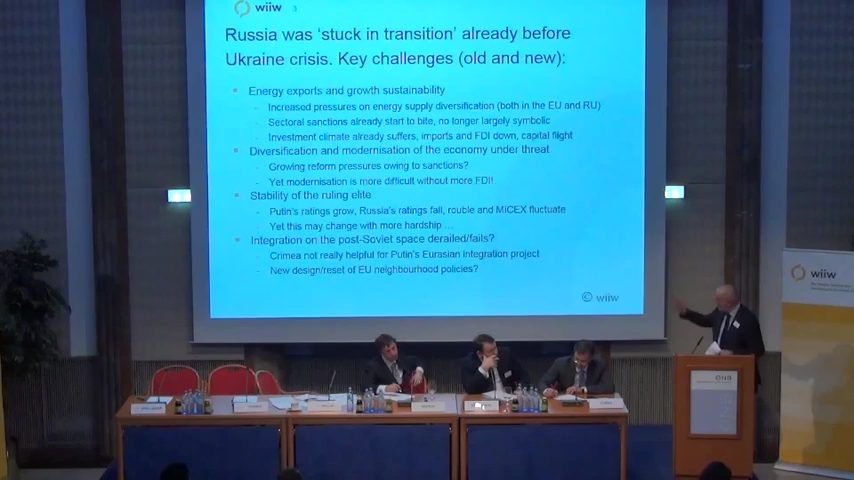 wiiw 3
Russia was 'stuck in transition' already before
Ukraine crisis. Key challenges (old and new):
Energy exports and growth sustainability
Increased pressures on energy supply diversification (both in the EU and RU)
Sectoral sanctions already start to bite, no longer largely symbolic
Investment climate already suffers, imports and FDI down, capital flight
Diversification and modernisation of the economy under threat
Growing reform pressures owing to sanctions?
Yet modernisation is more difficult without more FDI!
Stability of the ruling elite
Putin's ratings grow, Russia's ratings fall, rouble and MICEX fluctuate
Yet this may change with more hardship ...
Integration on the post-Soviet space derailed/fails?
Crimea not really helpful for Putin's Eurasian Integration project
New design/reset of EU neighbourhood policies?
© wiiw
wiiw